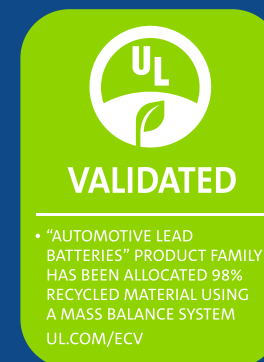 UL
VALIDATED
• “AUTOMOTIVE LEAD
BATTERIES” PRODUCT FAMILY
HAS BEEN ALLOCATED 98%
RECYCLED MATERIAL USING
A MASS BALANCE SYSTEM
UL.COM/ECV